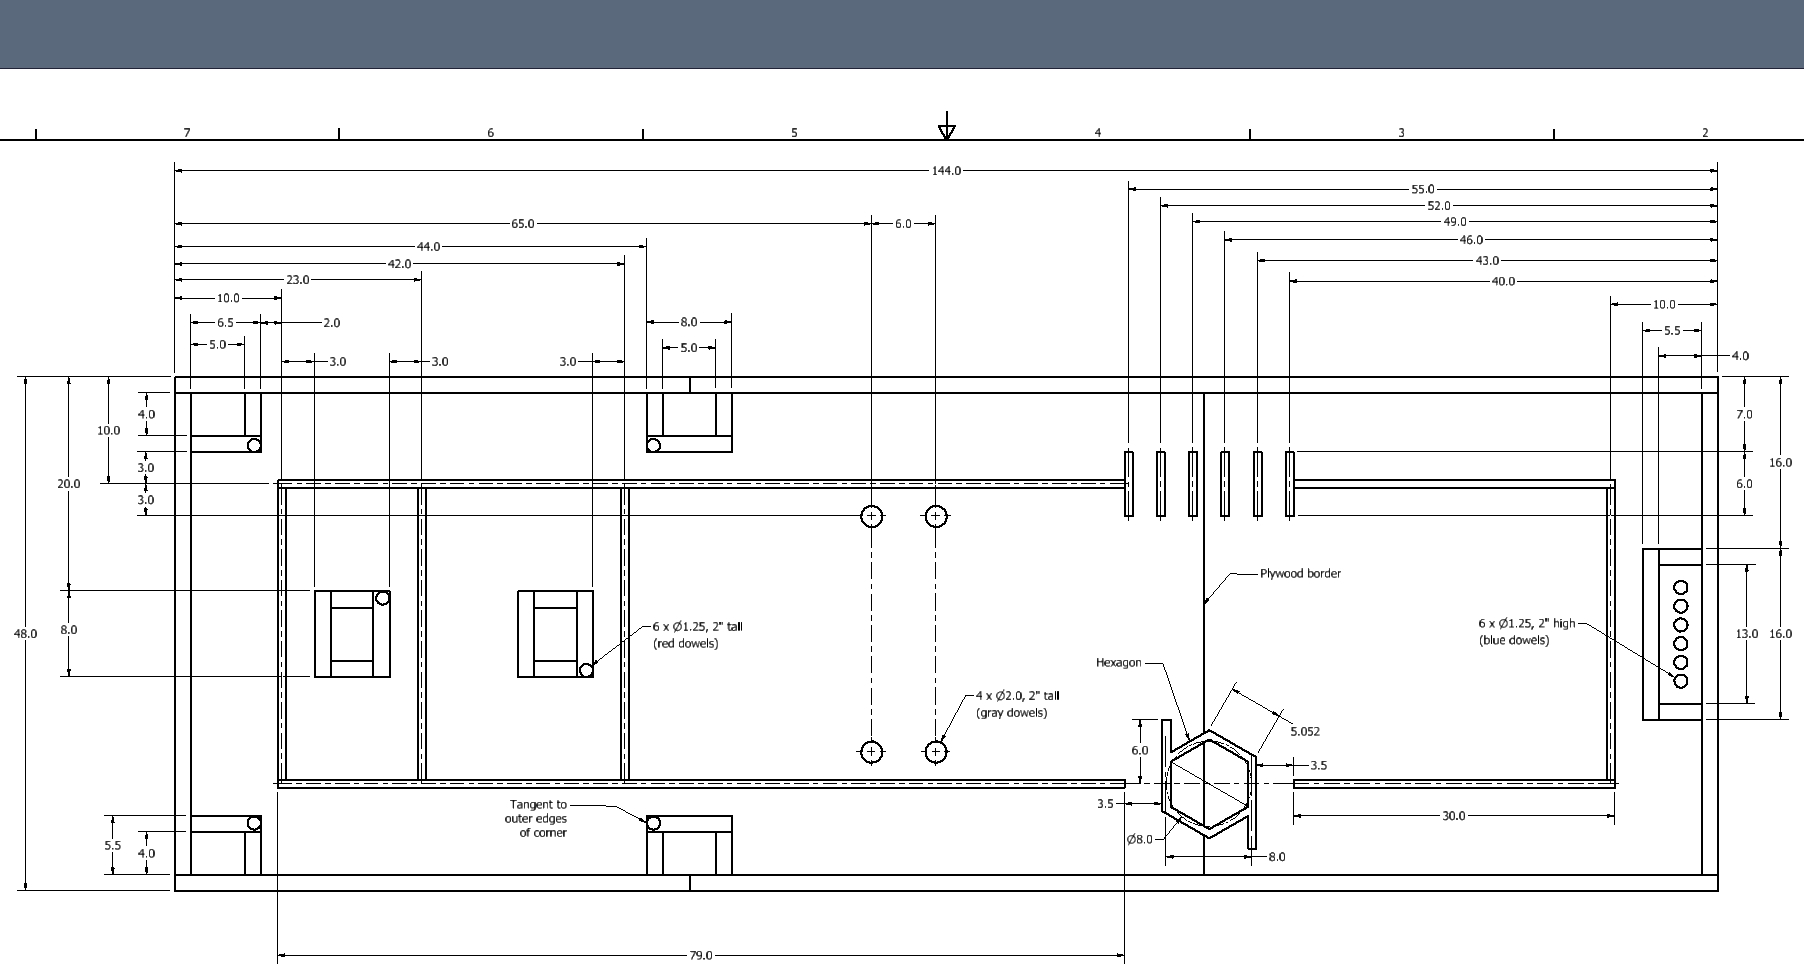 7 6 5 4 3 2
144.0
55.0
52.0
65.0 6.0 49.0
46.0
44.0
43.0
42.0
23.0 40.0
10.0
10.0
6.5 2.0 8.0
5.5
5.0 5.0
4.0
3.0 3.0 3.0
4.0 7.0
10.0
3.0 16.0
20.0 6.0
3.0
Plywood border
48.0 8.0
6 x Ø1.25, 2" tall
(red dowels)
6 x Ø1.25, 2" high
(blue dowels)
13.0 16.0
Hexagon
4 x Ø2.0, 2" tall
(gray dowels)
5.052
6.0
3.5
3.5
Tangent to
outer edges
of corner
30.0
5.5
4.0
Ø8.0
8.0
79.0